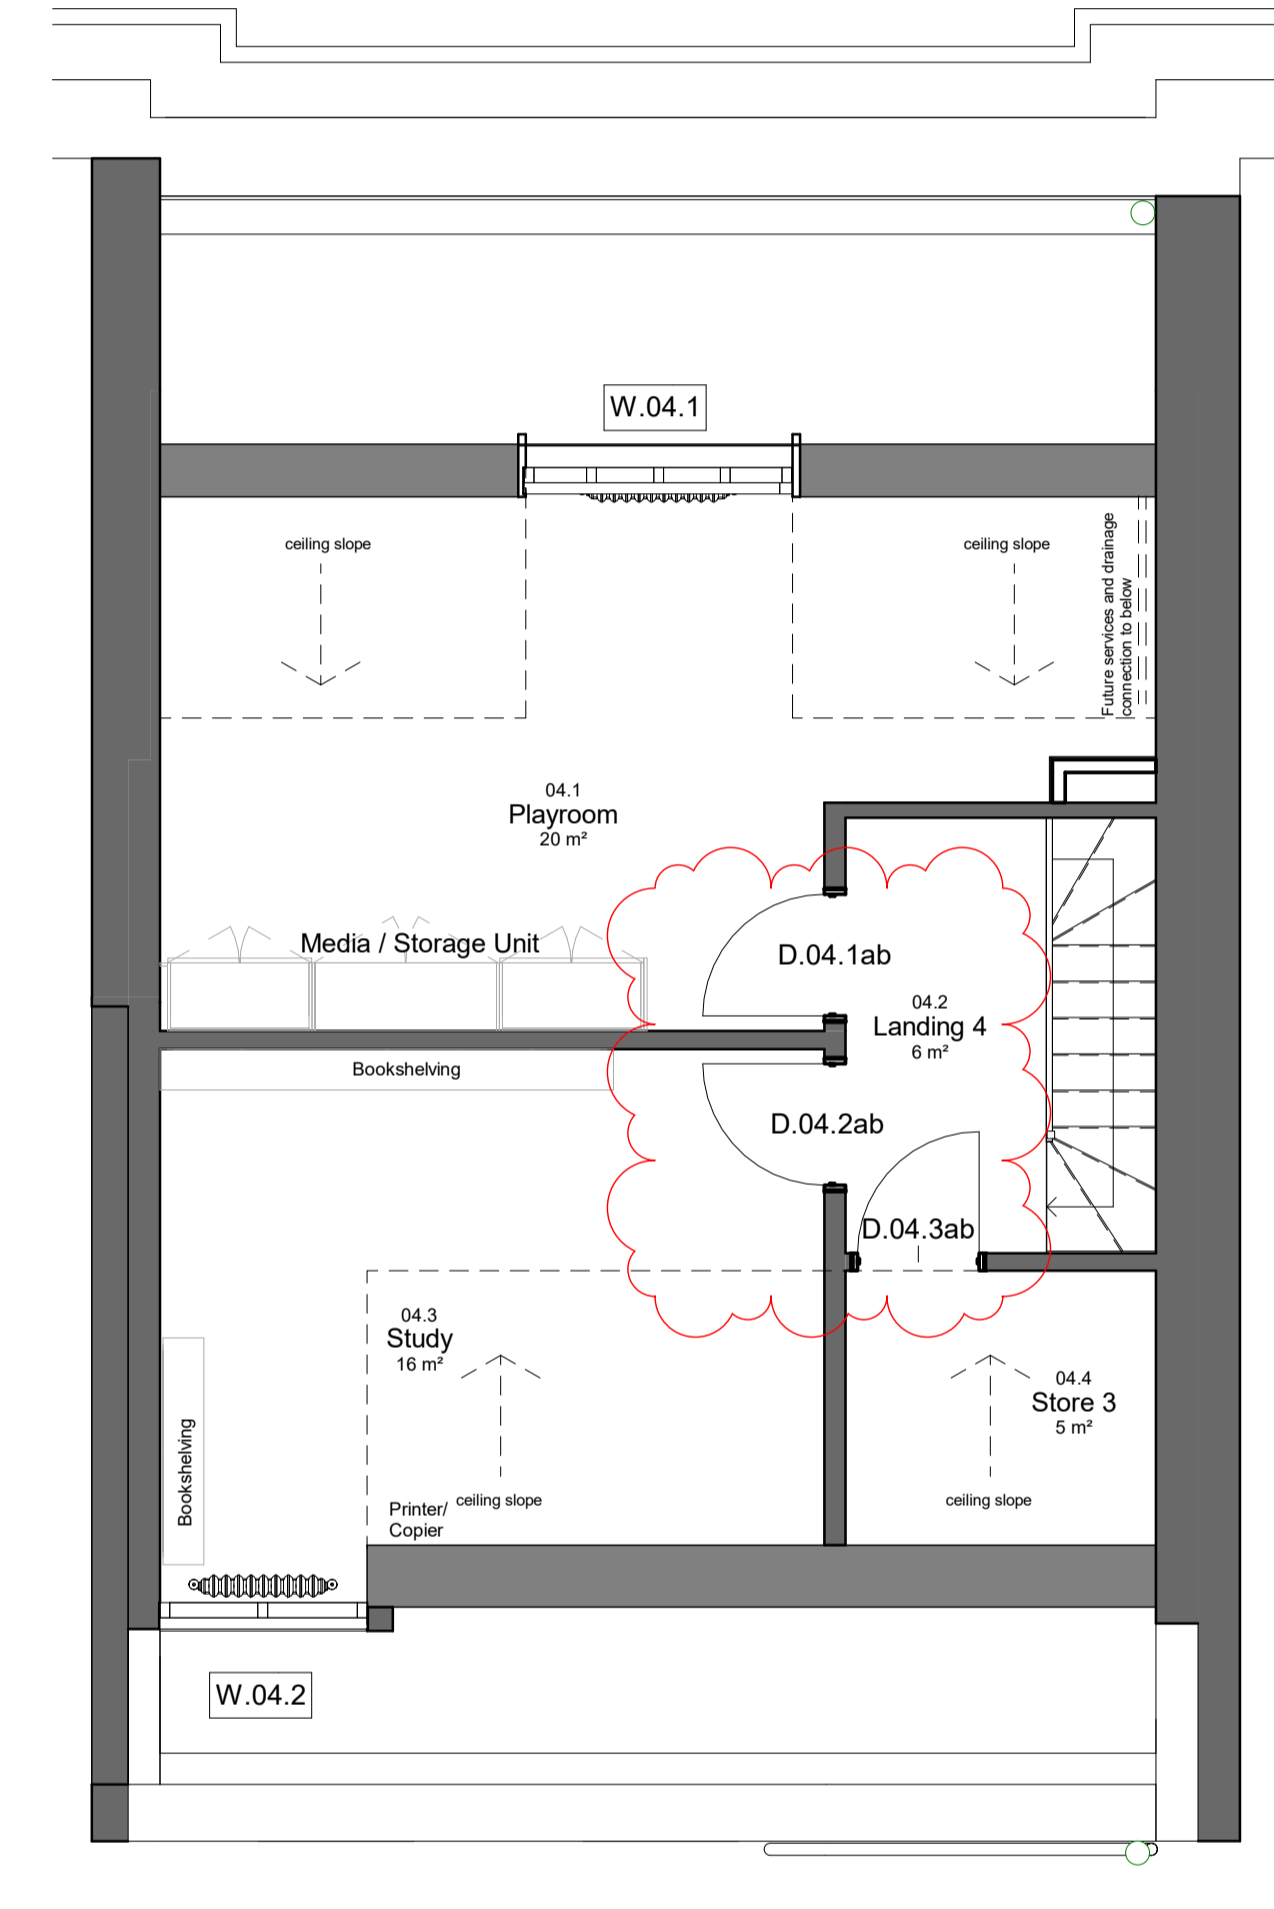 W.04.1
ceiling slope
ceiling slope
Future services and drainage
connection to below
04.1
Playroom
20 m²
Media / Storage Unit
D.04.1ab
04.2
Landing 4
6 m²
Bookshelving
D.04.2ab
D.04.3ab
04.3
Study
16 m²
04.4
Store 3
5 m²
Bookshelving
Printer/
Copier
ceiling slope
ceiling slope
W.04.2